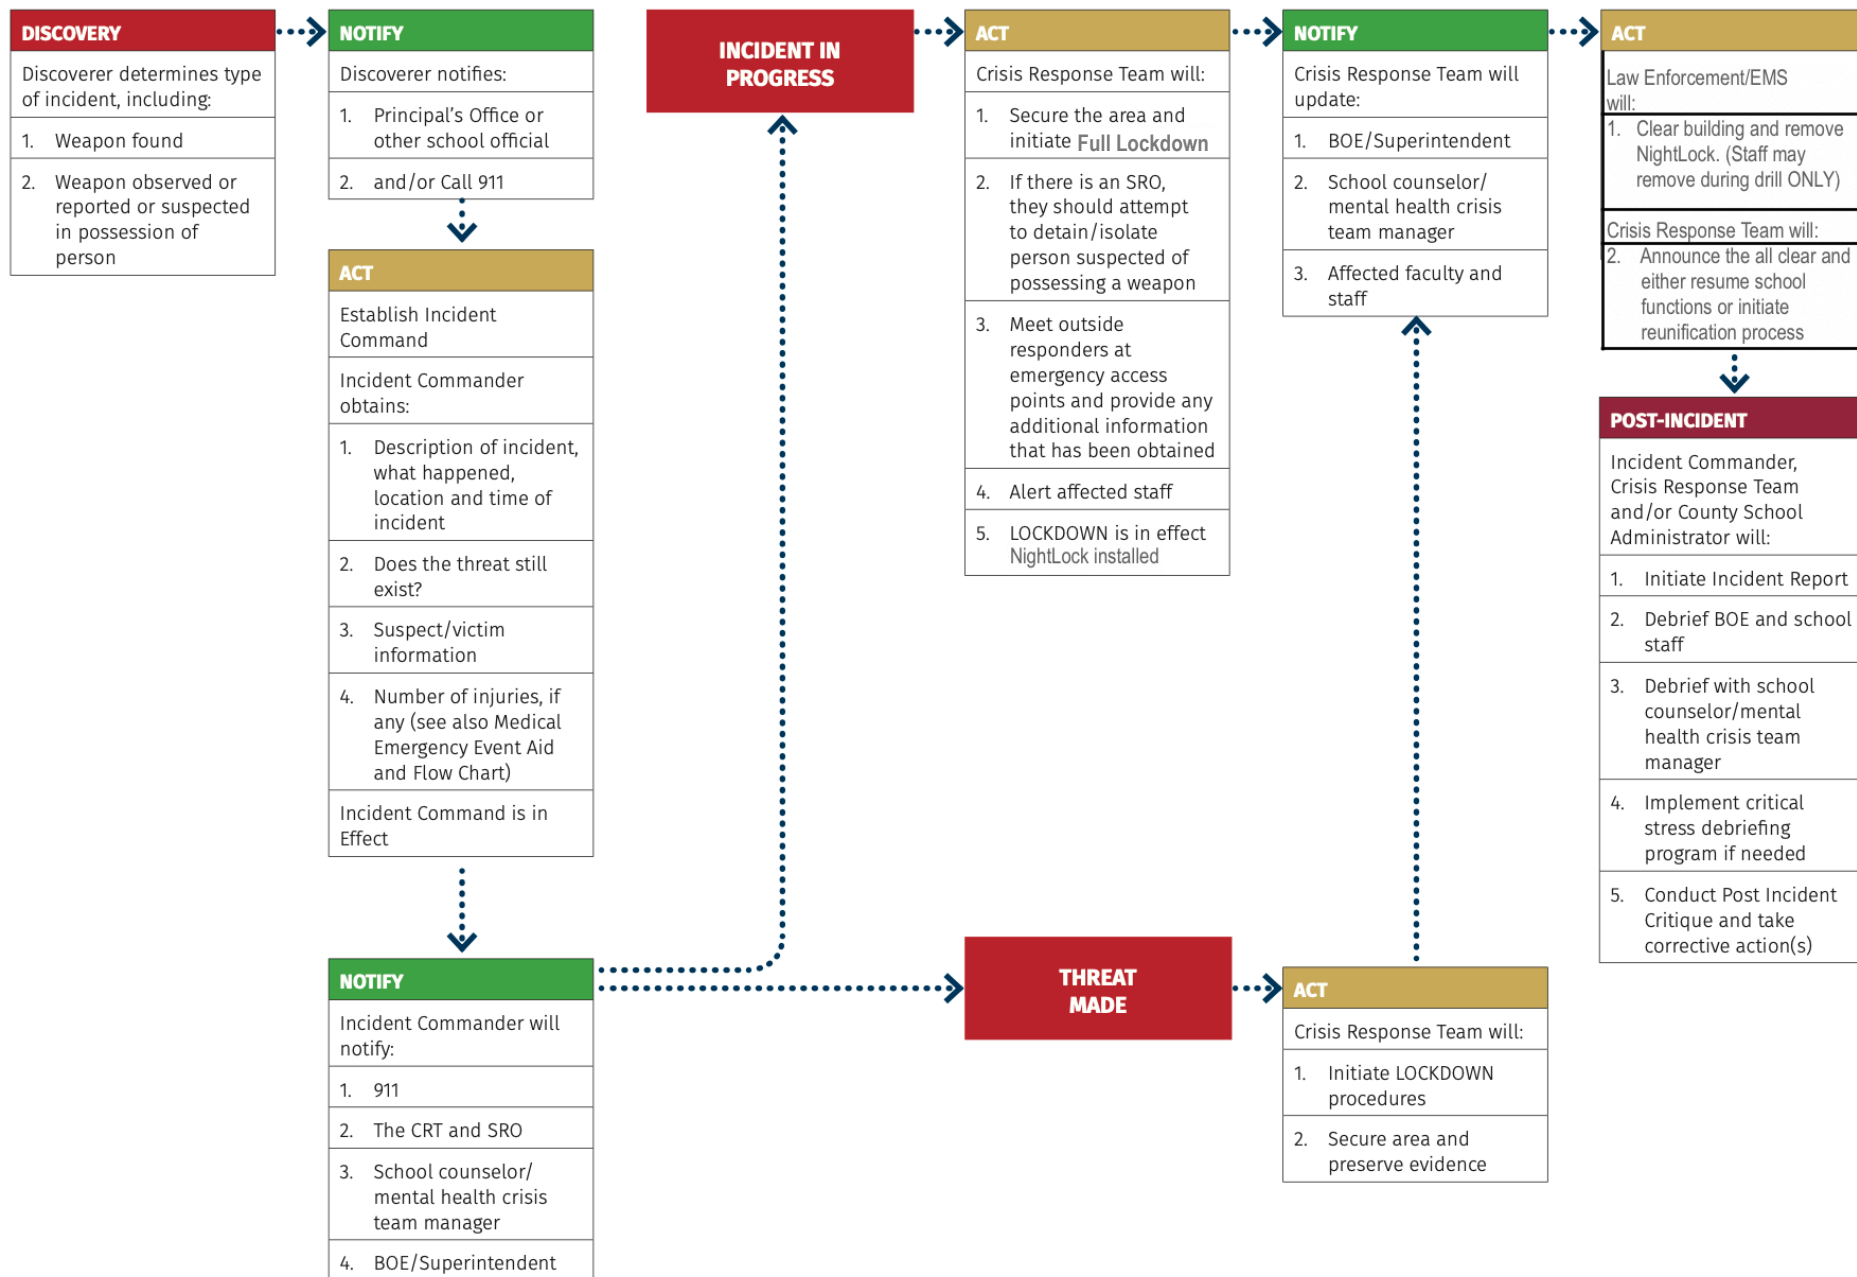 DISCOVERY
Discoverer determines type
of incident, including:
1. Weapon found
2. Weapon observed or
reported or suspected
in possession of
person
NOTIFY
Discoverer notifies:
1. Principal's Office or
other school official
2. and/or Call 911
ACT
Establish Incident
Command
Incident Commander
obtains:
1. Description of incident,
what happened,
location and time of
incident
2. Does the threat still
exist?
3. Suspect/victim
information
4. Number of injuries, if
any (see also Medical
Emergency Event Aid
and Flow Chart)
Incident Command is in
Effect
NOTIFY
Incident Commander will
notify:
1. 911
2. The CRT and SRO
3. School counselor/
mental health crisis
team manager
4. BOE/Superintendent
INCIDENT IN
PROGRESS
ACT
Crisis Response Team will:
1. Secure the area and
initiate Full Lockdown
2. If there is an SRO,
they should attempt
to detain/isolate
person suspected of
possessing a weapon
3. Meet outside
responders at
emergency access
points and provide any
additional information
that has been obtained
4. Alert affected staff
5. LOCKDOWN is in effect
NightLock installed
THREAT
MADE
ACT
Crisis Response Team will:
1. Initiate LOCKDOWN
procedures
2. Secure area and
preserve evidence
NOTIFY
Crisis Response Team will
update:
1. BOE/Superintendent
2. School counselor/
mental health crisis
team manager
3. Affected faculty and
staff
ACT
Law Enforcement/EMS
will:
1. Clear building and remove
NightLock. (Staff may
remove during drill ONLY)
Crisis Response Team will:
2. Announce the all clear and
either resume school
functions or initiate
reunification process
POST-INCIDENT
Incident Commander,
Crisis Response Team
and/or County School
Administrator will:
1. Initiate Incident Report
2. Debrief BOE and school
staff
3. Debrief with school
counselor/mental
health crisis team
manager
4. Implement critical
stress debriefing
program if needed
5. Conduct Post Incident
Critique and take
corrective action(s)